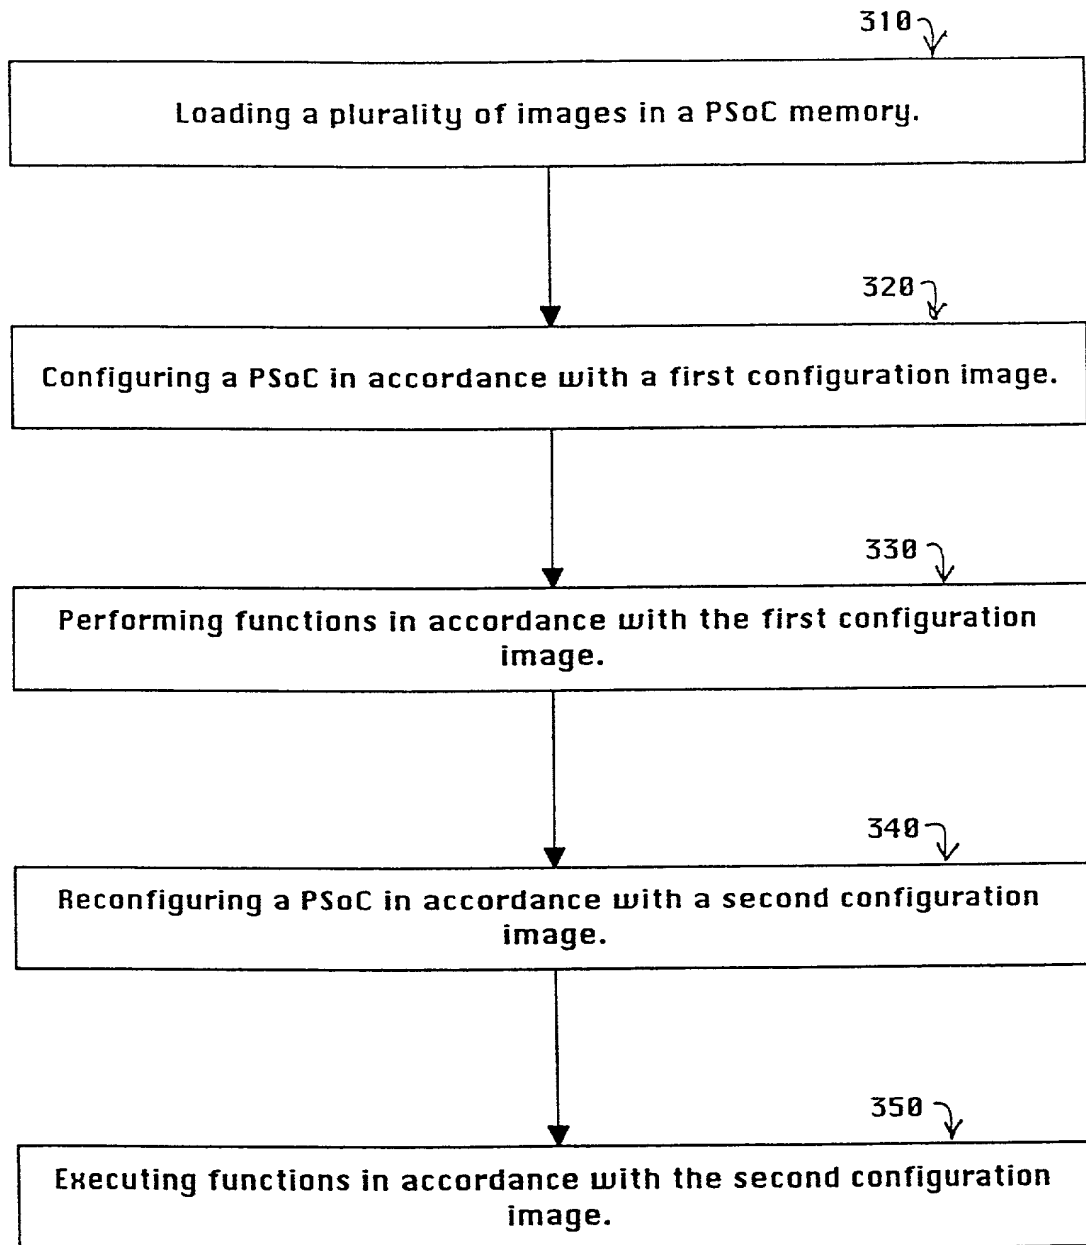 310
Loading a plurality of images in a PSoC memory.
320
Configuring a PSoC in accordance with a first configuration image.
330
Performing functions in accordance with the first configuration
image.
340
Reconfiguring a PSoC in accordance with a second configuration
image.
350
Executing functions in accordance with the second configuration
image.